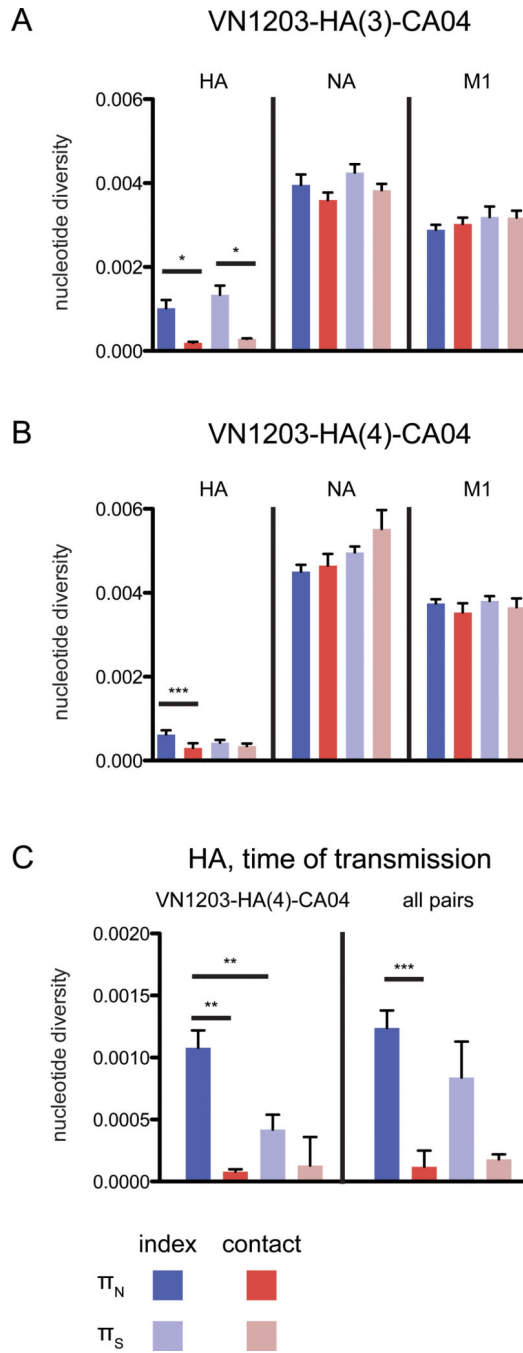 A
VN1203-HA(3)-CA04
HA NA M1
nucleotide diversity
0.006
0.004
0.002
0.000
* *
B
VN1203-HA(4)-CA04
HA NA M1
nucleotide diversity
0.006
0.004
0.002
0.000
***
C
HA, time of transmission
VN1203-HA(4)-CA04 all pairs
nucleotide diversity
0.0020
0.0015
0.0010
0.0005
0.0000
**
**
***
index contact
πN
πS